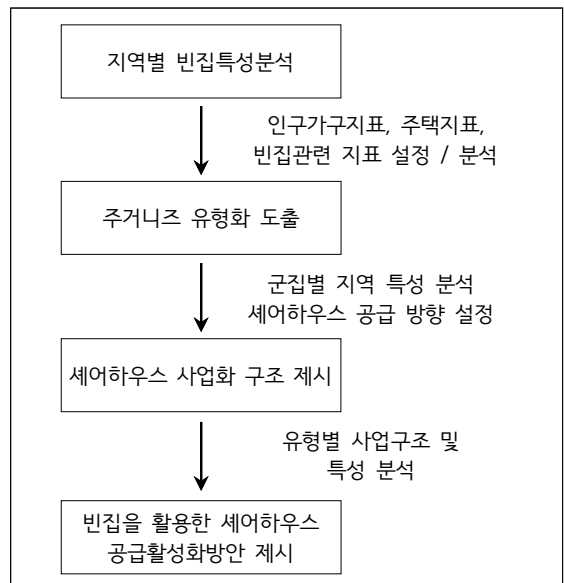 지역별 빈집특성분석
인구가구지표, 주택지표,
빈집관련 지표 설정 / 분석
주거니즈 유형화 도출
군집별 지역 특성 분석
셰어하우스 공급 방향 설정
셰어하우스 사업화 구조 제시
유형별 사업구조 및
특성 분석
빈집을 활용한 셰어하우스
공급활성화방안 제시